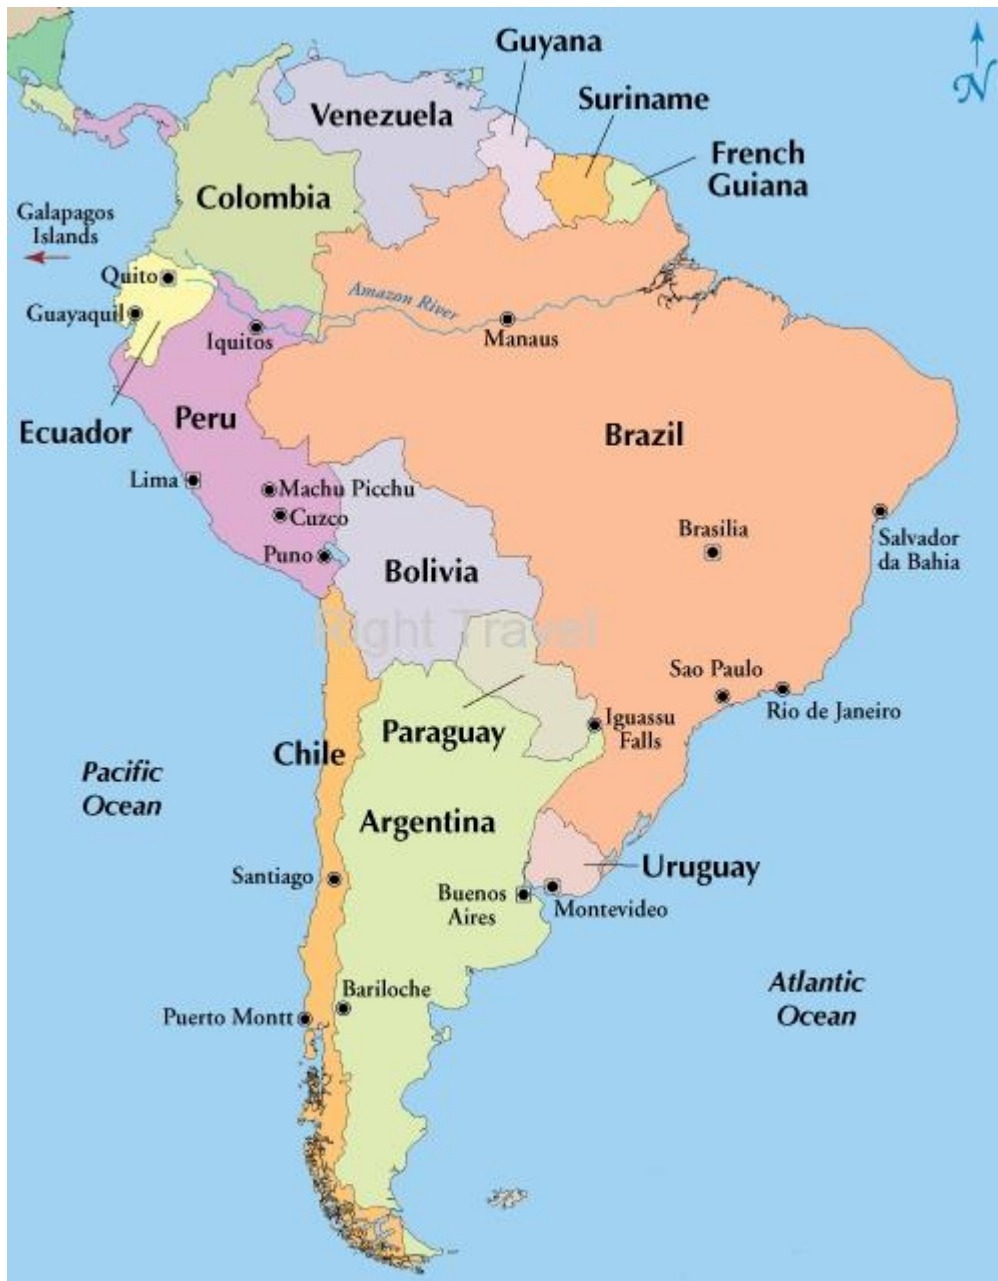 Guyana
Suriname
Venezuela
French
Guiana
Colombia
Galapagos
Islands
N
Quito
Guayaquil
Amazon River
Iquitos
Manaus
Ecuador
Peru
Brazil
Lima
Machu Picchu
Cuzco
Brasilia
Salvador
da Bahia
Puno
Bolivia
Right Travel
Sao Paulo
Rio de Janeiro
Iguassu
Falls
Paraguay
Chile
Pacific
Ocean
Argentina
Uruguay
Santiago
Buenos
Aires
Montevideo
Bariloche
Puerto Montt
Atlantic
Ocean